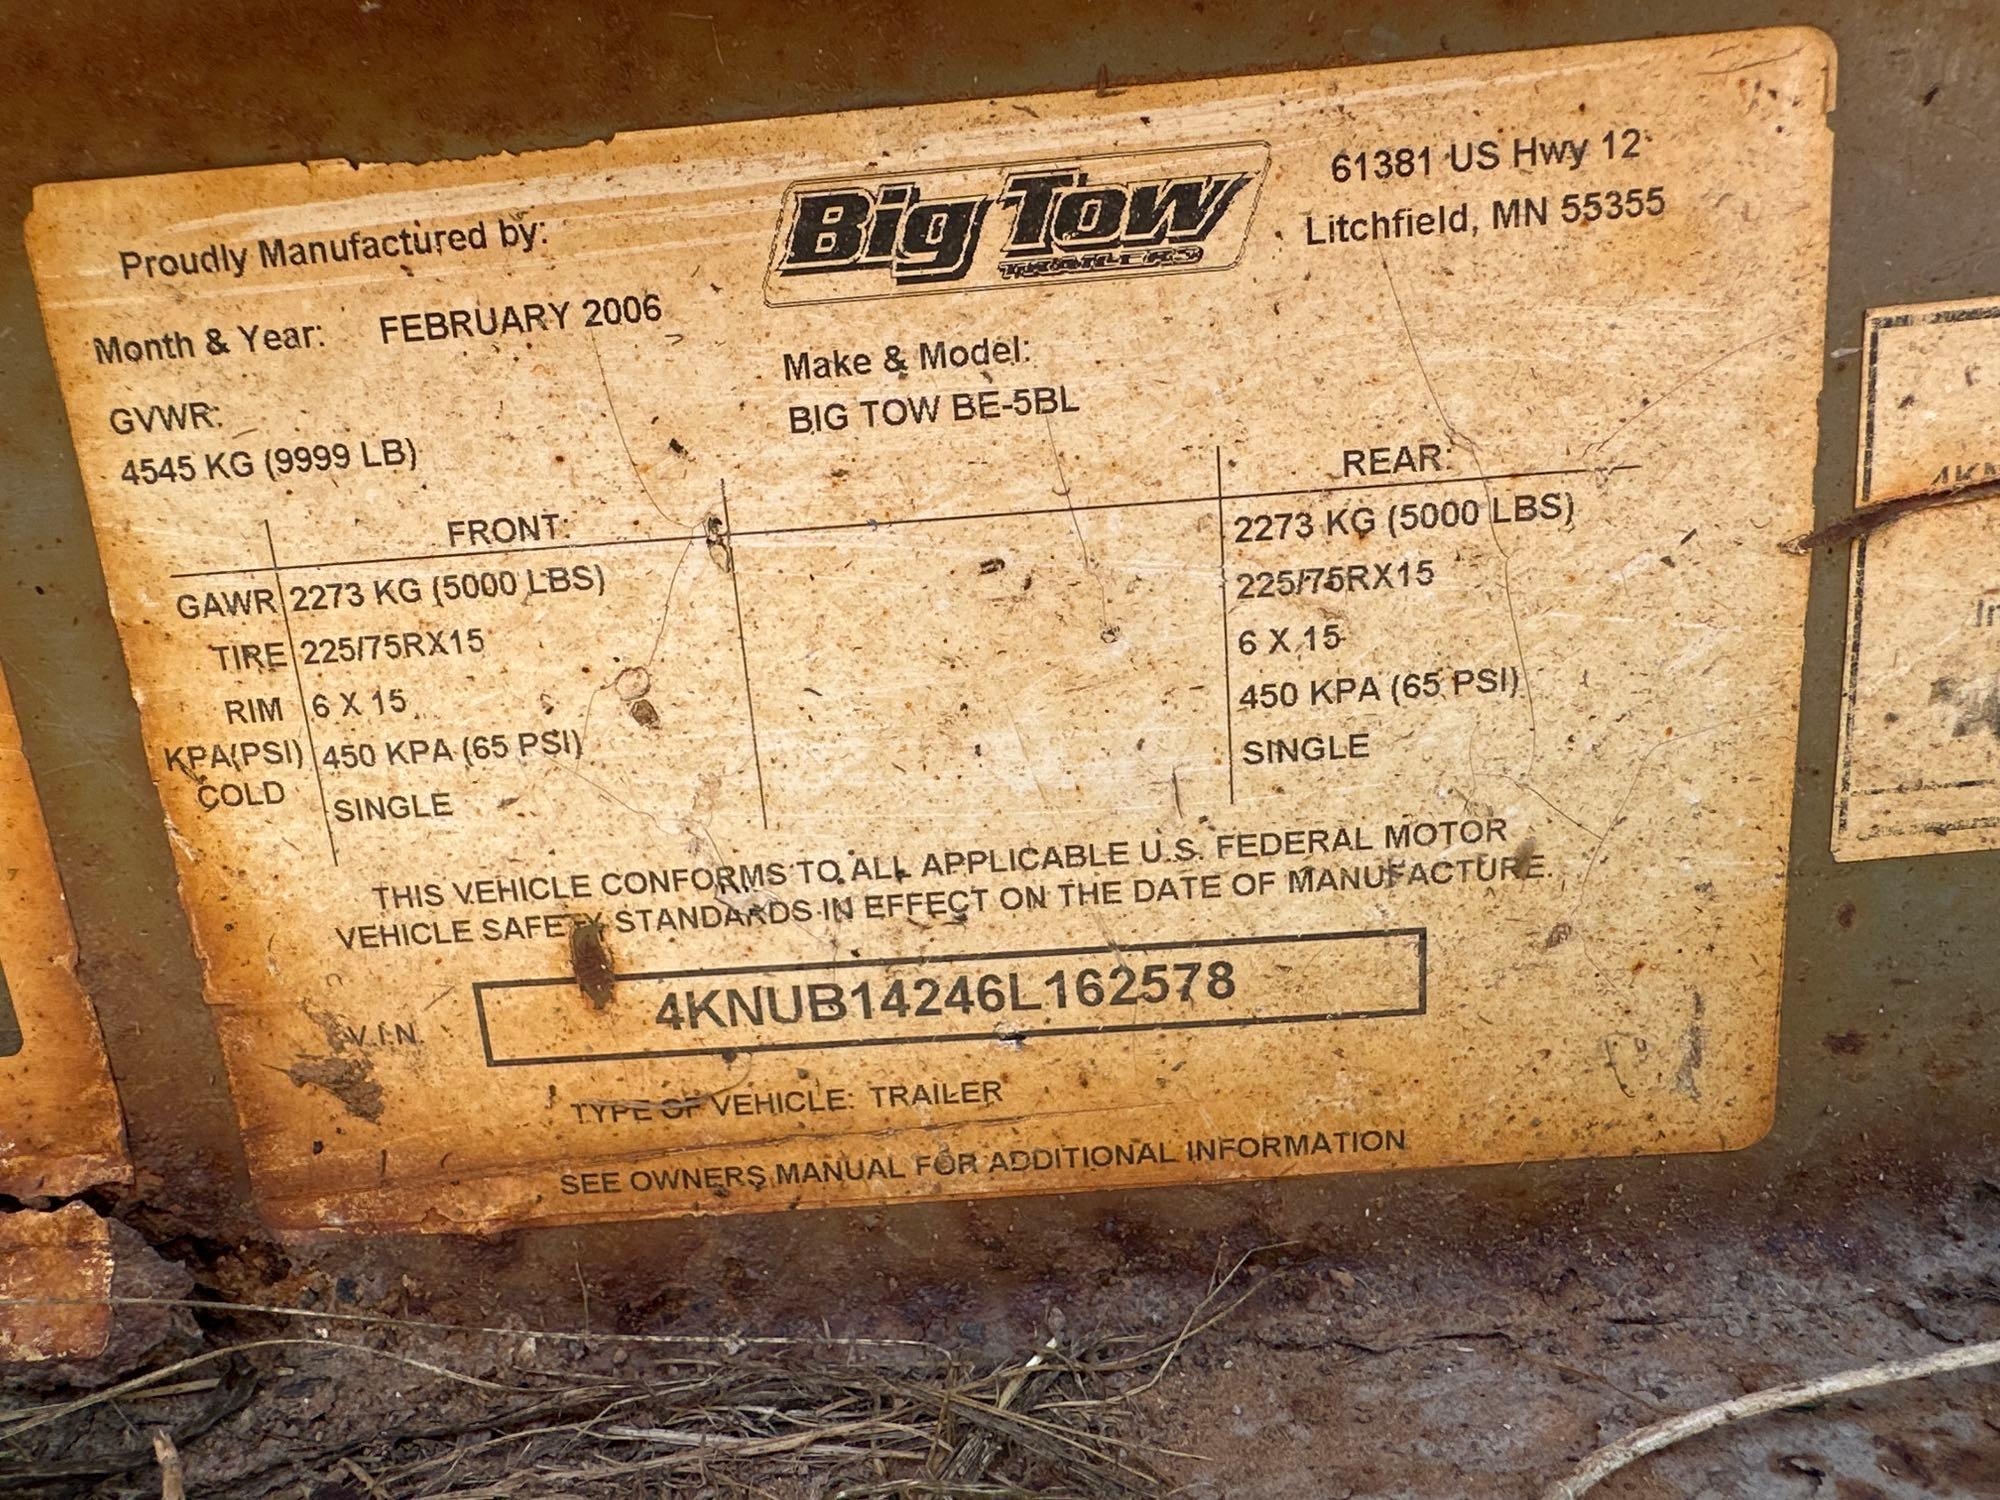 Proudly Manufactured by:
Big Tow
TRAILERS
61381 US Hwy 12
Litchfield, MN 55355
Month & Year: FEBRUARY 2006
Make & Model:
GVWR:
BIG TOW BE-5BL
4545 KG (9999 LB)
FRONT: REAR:
GAWR 2273 KG (5000 LBS) 2273 KG (5000 LBS)
TIRE 225/75RX15 225/75RX15
RIM 6 X 15 6 X 15
KPA(PSI) 450 KPA (65 PSI) 450 KPA (65 PSI)
COLD SINGLE SINGLE
THIS VEHICLE CONFORMS TO ALL APPLICABLE U.S. FEDERAL MOTOR
VEHICLE SAFETY STANDARDS IN EFFECT ON THE DATE OF MANUFACTURE.
V.I.N. 4KNUB14246L162578
TYPE OF VEHICLE: TRAILER
SEE OWNERS MANUAL FOR ADDITIONAL INFORMATION